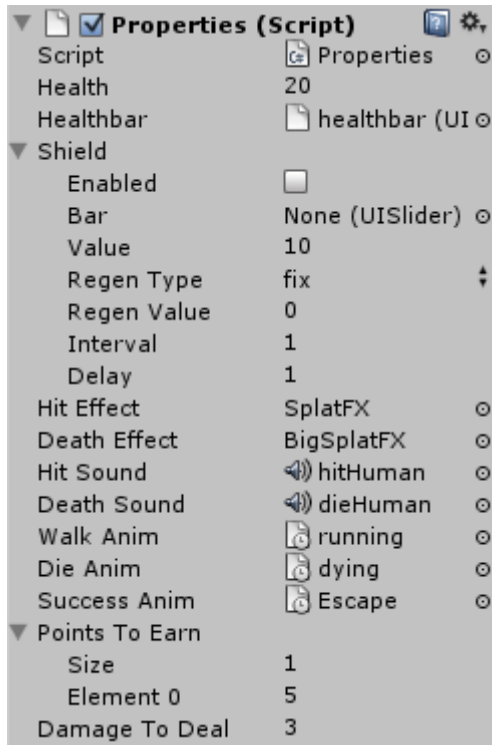 Properties (Script)
Script C# Properties
Health 20
Healthbar healthbar (UI
Shield
Enabled
Bar None (UISlider)
Value 10
Regen Type fix
Regen Value 0
Interval 1
Delay 1
Hit Effect SplatFX
Death Effect BigSplatFX
Hit Sound hitHuman
Death Sound dieHuman
Walk Anim running
Die Anim dying
Success Anim Escape
Points To Earn
Size 1
Element 0 5
Damage To Deal 3